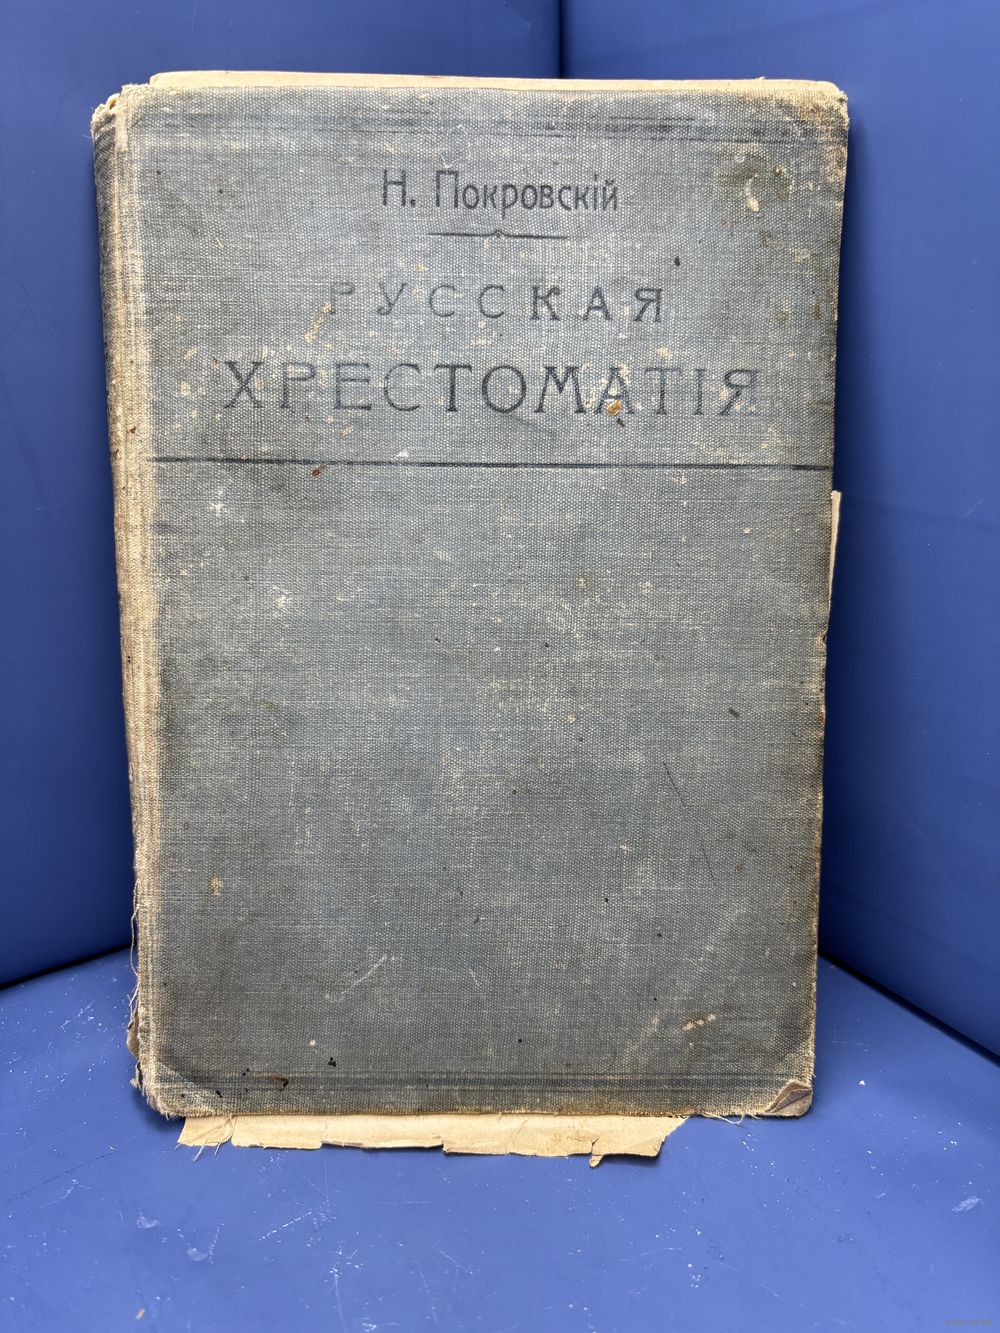 Н. Покровскій
РУССКАЯ
ХРЕСТОМАТІЯ